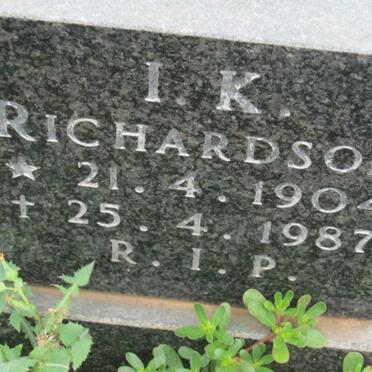 I. K.
RICHARDSO
★ 21. 4. 1904
✝ 25. 4. 1987
R. I. P.